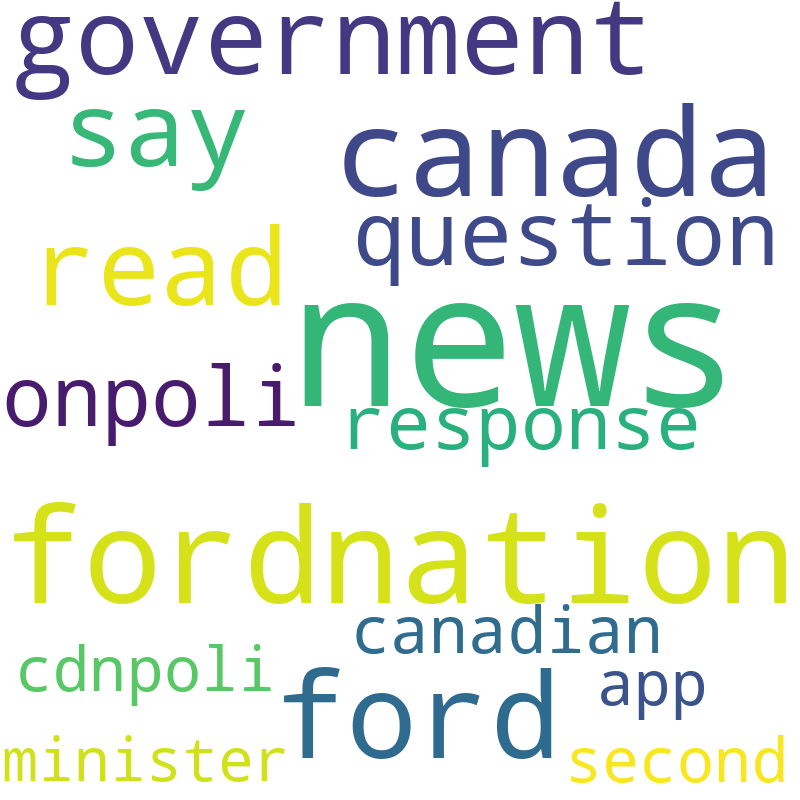 government
say
canada
question
read
news
onpoli
response
fordnation
canadian
cdnpoli
ford
app
minister
second